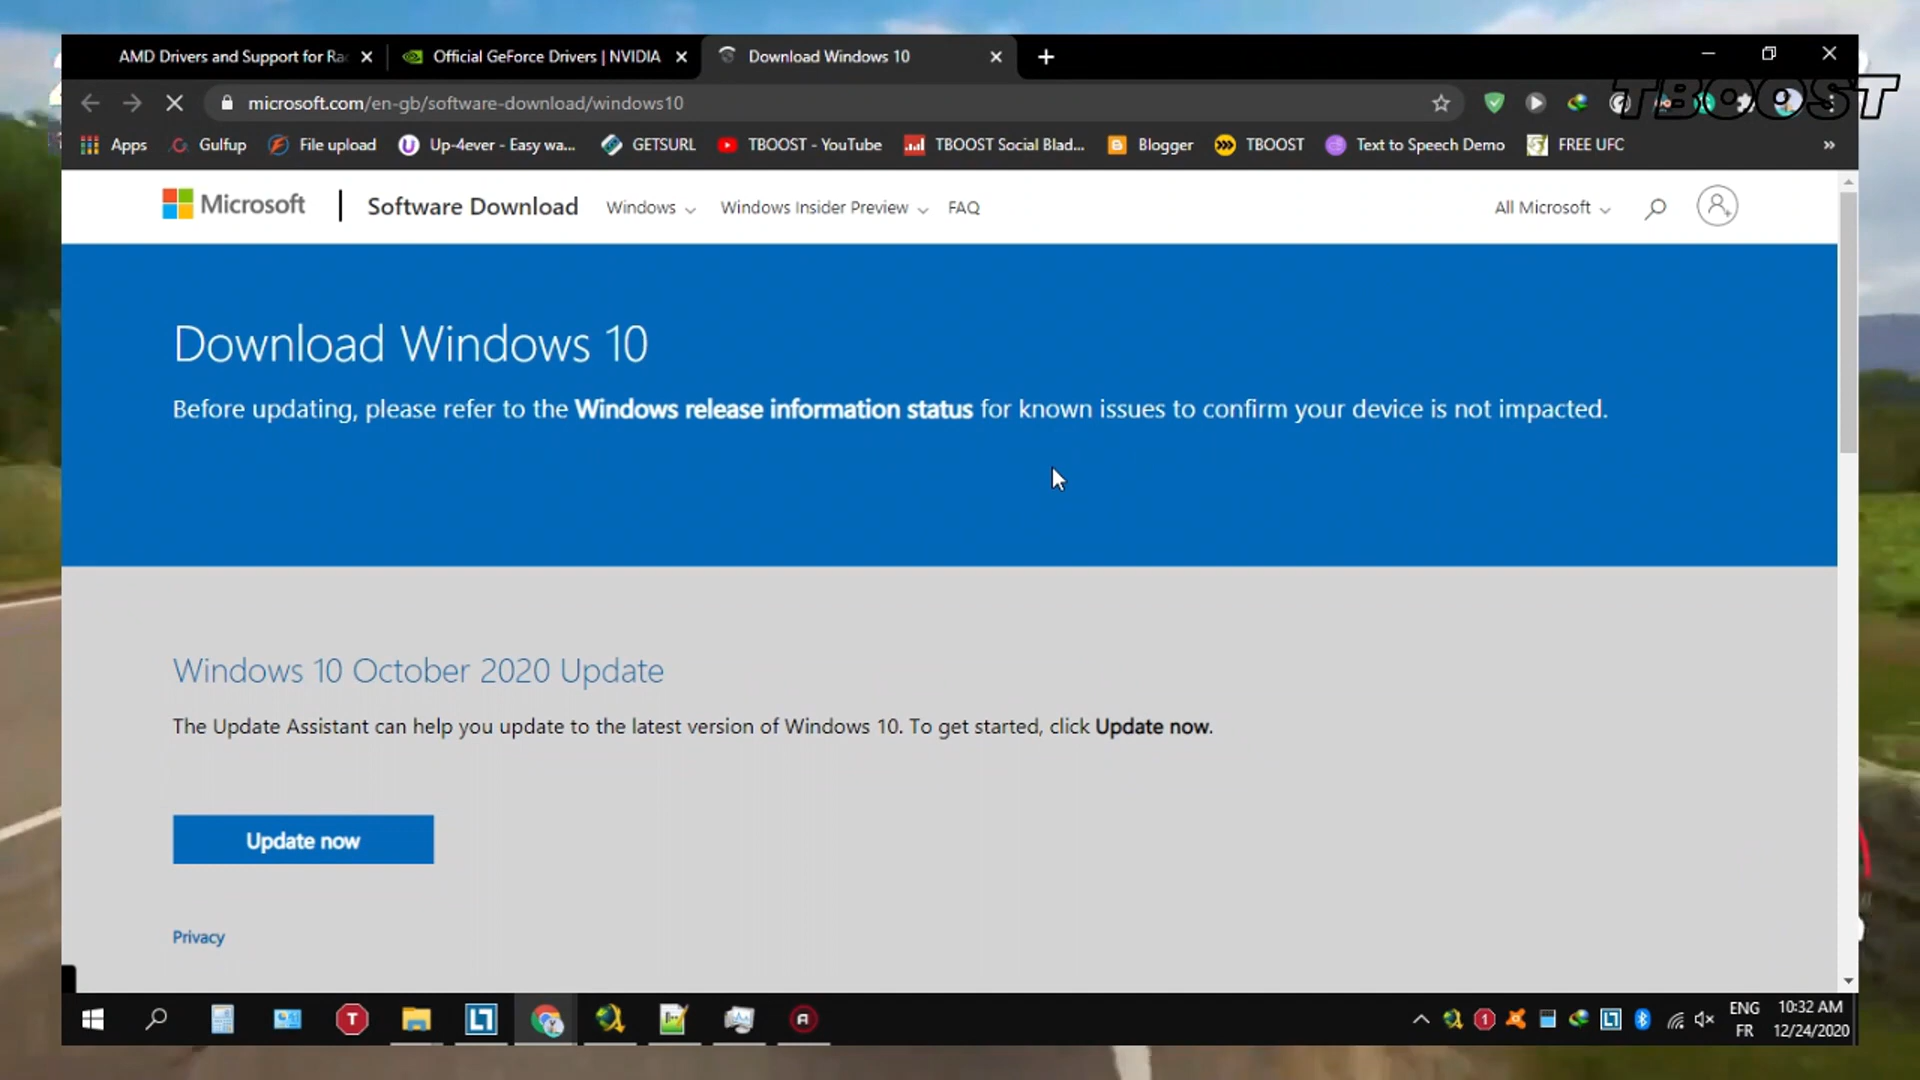 AMD Drivers and Support for Ra
Official GeForce Drivers | NVIDIA
Download Windows 10
microsoft.com/en-gb/software-download/windows10
TBOOST
Apps
Gulfup
File upload
Up-4ever - Easy wa...
GETSURL
TBOOST - YouTube
TBOOST Social Blad...
Blogger
TBOOST
Text to Speech Demo
FREE UFC
»
Microsoft
Software Download
Windows
Windows Insider Preview
FAQ
All Microsoft
Download Windows 10
Before updating, please refer to the Windows release information status for known issues to confirm your device is not impacted.
Windows 10 October 2020 Update
The Update Assistant can help you update to the latest version of Windows 10. To get started, click Update now.
Update now
Privacy
ENG
FR
10:32 AM
12/24/2020